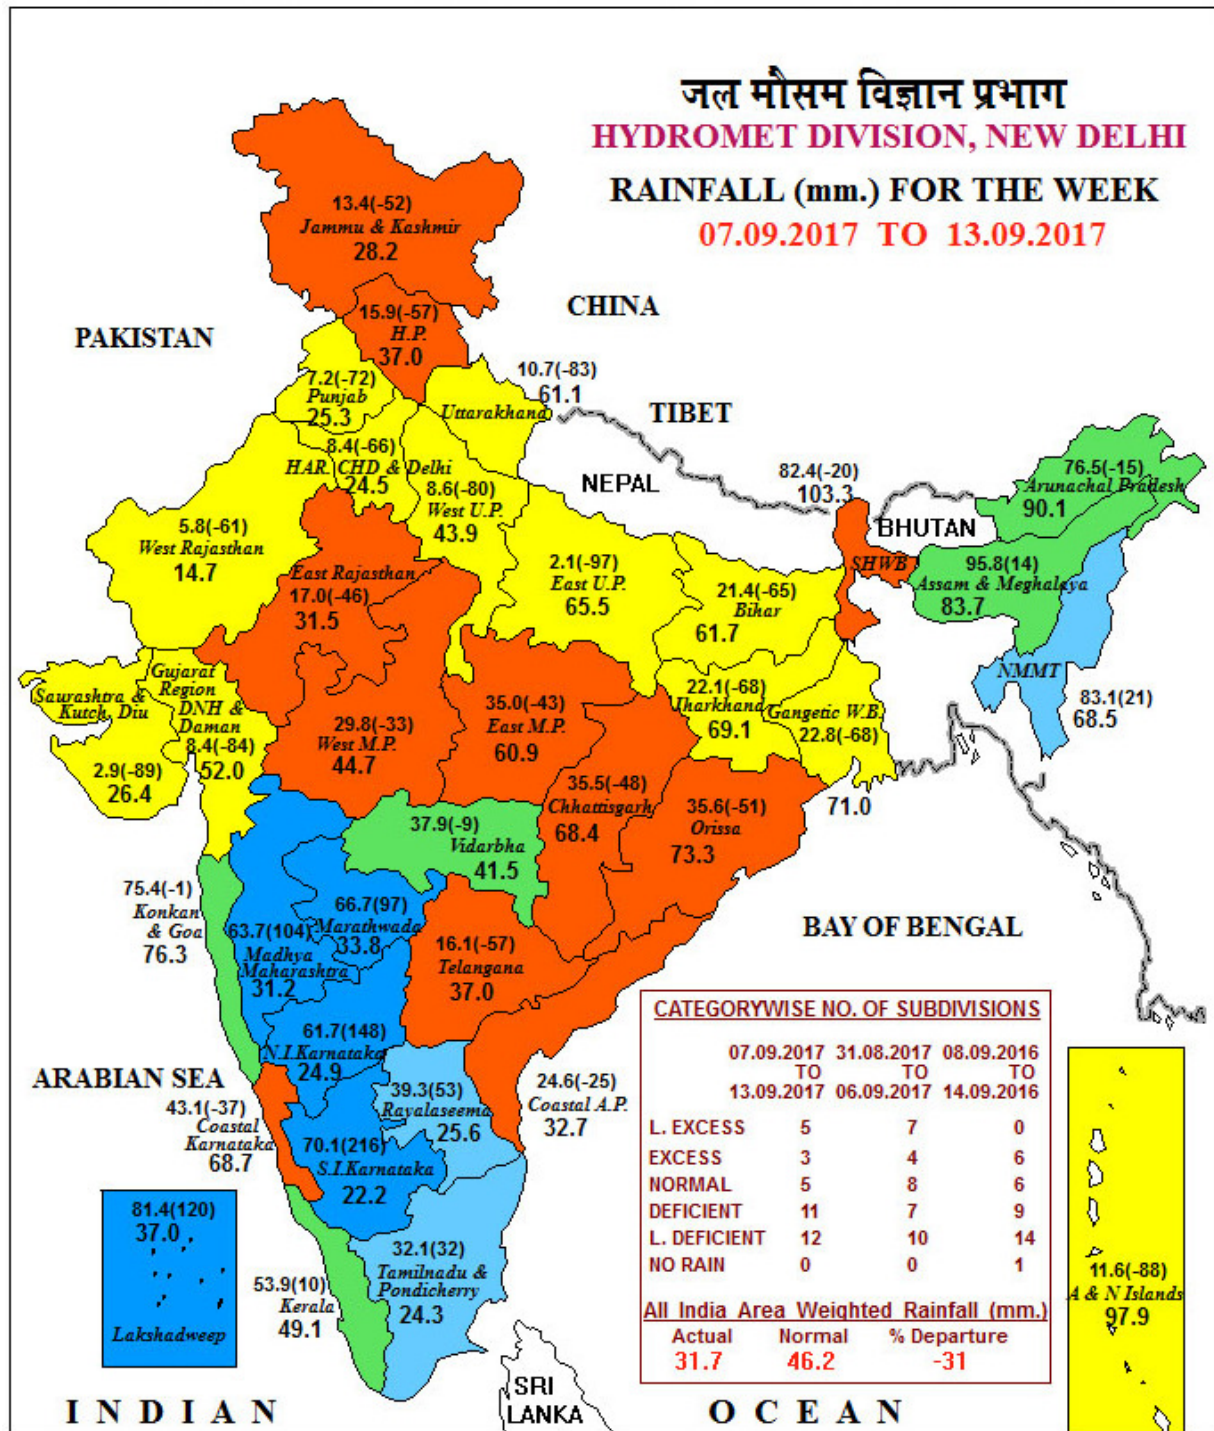 जल मौसम विज्ञान प्रभाग
HYDROMET DIVISION, NEW DELHI
RAINFALL (mm.) FOR THE WEEK
07.09.2017 TO 13.09.2017
13.4(-52)
Jammu & Kashmir
28.2
CHINA
15.9(-57)
H.P.
37.0
PAKISTAN
7.2(-72)
Punjab
25.3
10.7(-83)
61.1
Uttarakhand
TIBET
8.4(-66)
HAR. CHD & Delhi
24.5
8.6(-80)
West U.P.
43.9
NEPAL
82.4(-20)
103.3
SHWB
BHUTAN
76.5(-15)
Arunachal Pradesh
90.1
5.8(-61)
West Rajasthan
14.7
East Rajasthan
17.0(-46)
31.5
2.1(-97)
East U.P.
65.5
21.4(-65)
Bihar
61.7
95.8(14)
Assam & Meghalaya
83.7
NMMT
83.1(21)
68.5
Saurashtra &
Kutch, Diu
2.9(-89)
26.4
Gujarat
Region
DNH &
Daman
8.4(-84)
52.0
29.8(-33)
West M.P.
44.7
35.0(-43)
East M.P.
60.9
22.1(-68)
Jharkhand
69.1
Gangetic W.B.
22.8(-68)
71.0
35.5(-48)
Chhattisgarh
68.4
35.6(-51)
Orissa
73.3
37.9(-9)
Vidarbha
41.5
75.4(-1)
Konkan
& Goa
76.3
63.7(104)
Madhya
Maharashtra
31.2
66.7(97)
Marathwada
33.8
16.1(-57)
Telangana
37.0
BAY OF BENGAL
61.7(148)
N.I.Karnataka
24.9
ARABIAN SEA
43.1(-37)
Coastal
Karnataka
68.7
39.3(53)
Rayalaseema
25.6
24.6(-25)
Coastal A.P.
32.7
70.1(216)
S.I.Karnataka
22.2
81.4(120)
37.0
Lakshadweep
53.9(10)
Kerala
49.1
32.1(32)
Tamilnadu &
Pondicherry
24.3
CATEGORYWISE NO. OF SUBDIVISIONS
07.09.2017 31.08.2017 08.09.2016
TO TO TO
13.09.2017 06.09.2017 14.09.2016
L. EXCESS 5 7 0
EXCESS 3 4 6
NORMAL 5 8 6
DEFICIENT 11 7 9
L. DEFICIENT 12 10 14
NO RAIN 0 0 1
All India Area Weighted Rainfall (mm.)
Actual Normal % Departure
31.7 46.2 -31
11.6(-88)
A & N Islands
97.9
SRI
LANKA
INDIAN OCEAN